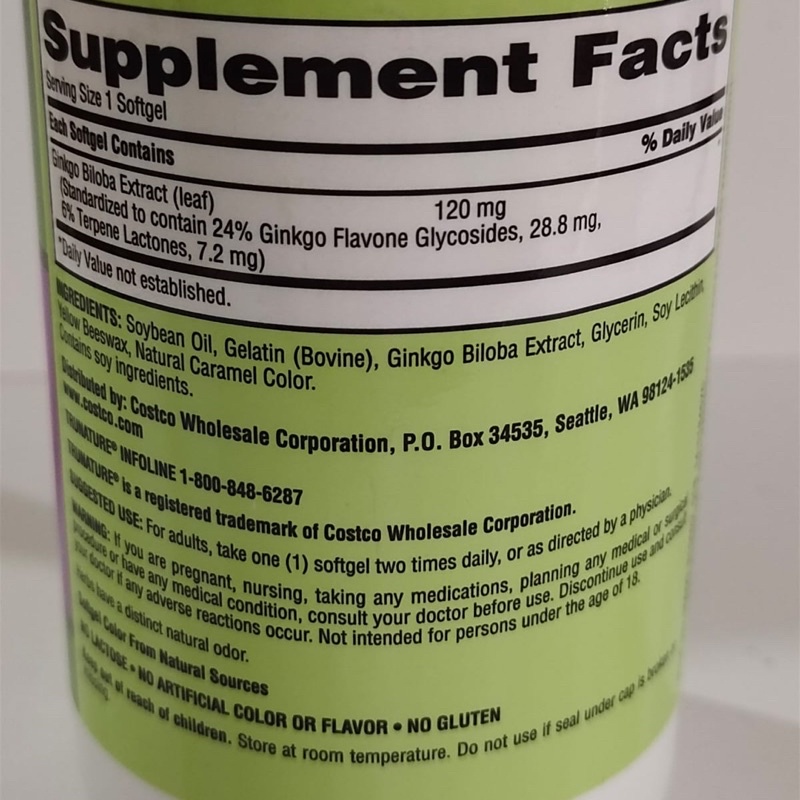 Supplement Facts
Serving Size 1 Softgel
Each Softgel Contains % Daily Value
Ginkgo Biloba Extract (leaf) 120 mg *
(Standardized to contain 24% Ginkgo Flavone Glycosides, 28.8 mg,
6% Terpene Lactones, 7.2 mg)
*Daily Value not established.
INGREDIENTS: Soybean Oil, Gelatin (Bovine), Ginkgo Biloba Extract, Glycerin, Soy Lecithin,
Yellow Beeswax, Natural Caramel Color.
Contains soy ingredients.
Distributed by: Costco Wholesale Corporation, P.O. Box 34535, Seattle, WA 98124-1535
www.costco.com
TRUNATURE® INFOLINE 1-800-848-6287
TRUNATURE® is a registered trademark of Costco Wholesale Corporation.
SUGGESTED USE: For adults, take one (1) softgel two times daily, or as directed by a physician.
WARNING: If you are pregnant, nursing, taking any medications, planning any medical or surgical
procedure or have any medical condition, consult your doctor before use. Discontinue use and consult
your doctor if any adverse reactions occur. Not intended for persons under the age of 18.
Herbs have a distinct natural odor.
Softgel Color From Natural Sources
NO LACTOSE • NO ARTIFICIAL COLOR OR FLAVOR • NO GLUTEN
Keep out of reach of children. Store at room temperature. Do not use if seal under cap is broken or